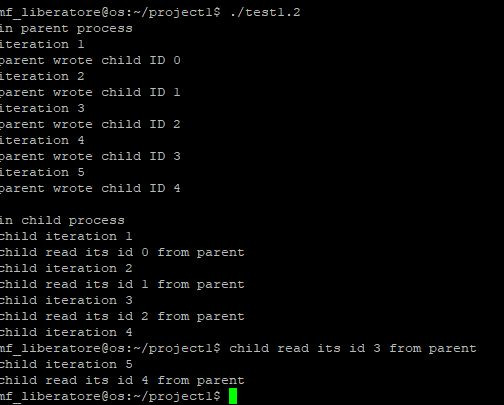 mf_liberatore@os:~/project1$ ./test1.2
in parent process
iteration 1
parent wrote child ID 0
iteration 2
parent wrote child ID 1
iteration 3
parent wrote child ID 2
iteration 4
parent wrote child ID 3
iteration 5
parent wrote child ID 4
in child process
child iteration 1
child read its id 0 from parent
child iteration 2
child read its id 1 from parent
child iteration 3
child read its id 2 from parent
child iteration 4
mf_liberatore@os:~/project1$ child read its id 3 from parent
child iteration 5
child read its id 4 from parent
mf_liberatore@os:~/project1$